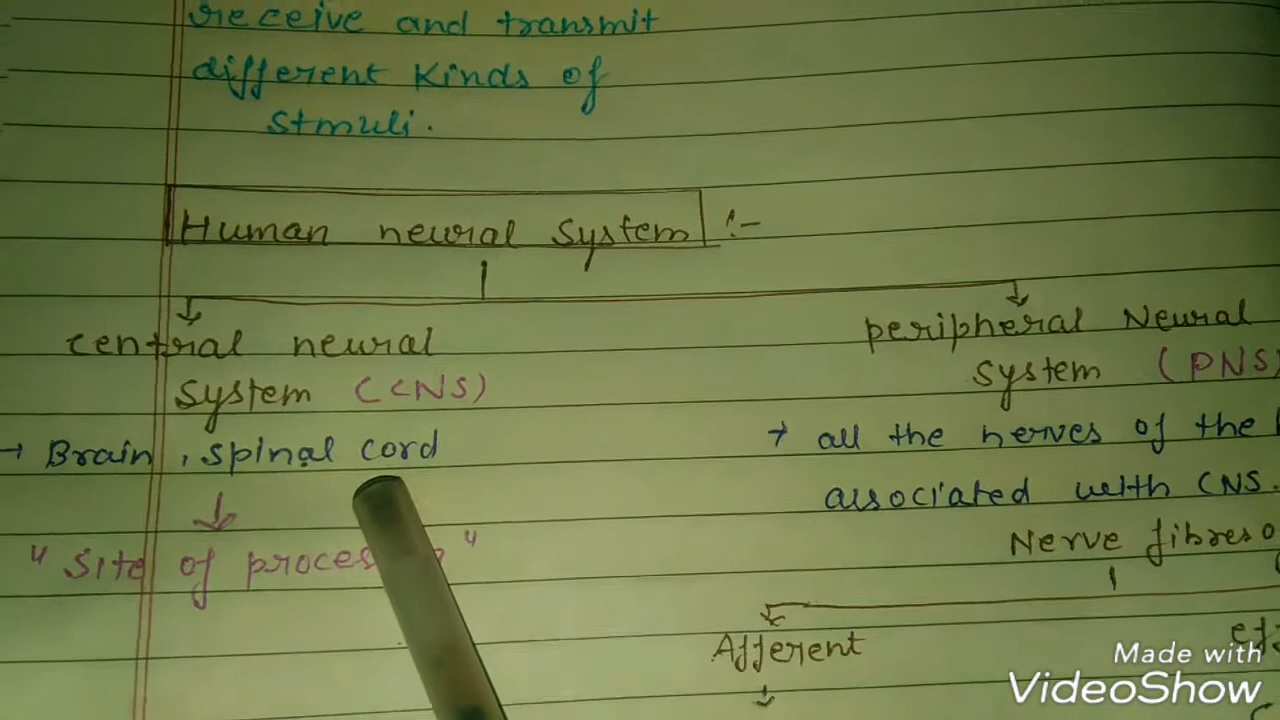 receive and transmit
different kinds of
stmuli.
Human neural system :-
central neural
system (CNS)
→ Brain, spinal cord
"Site of
peripheral Neural
system (PNS)
→ all the nerves of the
associated with CNS.
Nerve fibres
Afferent
Made with
VideoShow